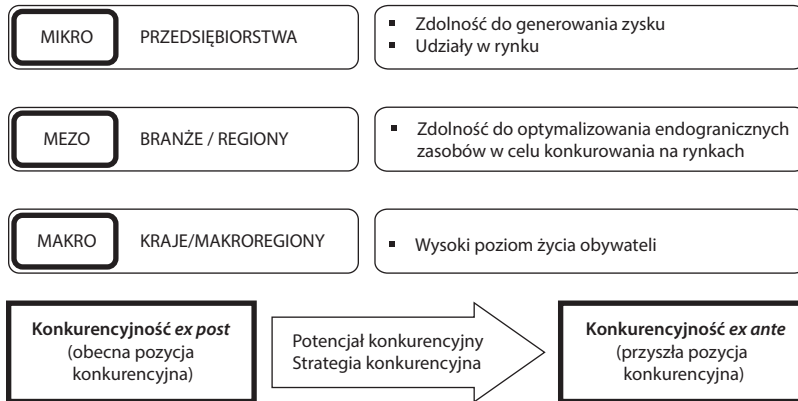 MIKRO PRZEDSIĘBIORSTWA
▪ Zdolność do generowania zysku
▪ Udziały w rynku
MEZO BRANŻE / REGIONY
▪ Zdolność do optymalizowania endogranicznych
zasobów w celu konkurowania na rynkach
MAKRO KRAJE/MAKROREGIONY
▪ Wysoki poziom życia obywateli
Konkurencyjność ex post
(obecna pozycja
konkurencyjna)
Potencjał konkurencyjny
Strategia konkurencyjna
Konkurencyjność ex ante
(przyszła pozycja
konkurencyjna)